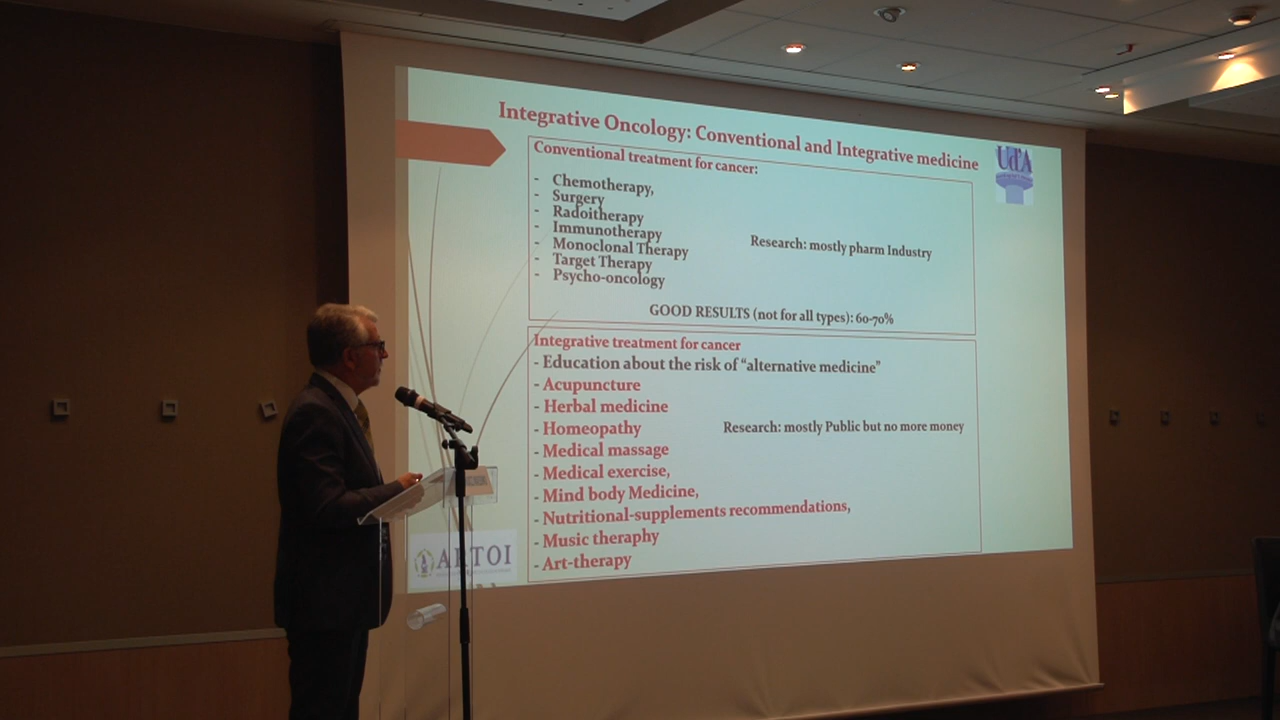 Integrative Oncology: Conventional and Integrative medicine
Ud'A
Conventional treatment for cancer:
- Chemotherapy,
- Surgery
- Radoitherapy
- Immunotherapy
- Monoclonal Therapy
- Target Therapy
- Psycho-oncology
Research: mostly pharm Industry
GOOD RESULTS (not for all types): 60-70%
Integrative treatment for cancer
- Education about the risk of “alternative medicine”
- Acupuncture
- Herbal medicine
- Homeopathy
Research: mostly Public but no more money
- Medical massage
- Medical exercise,
- Mind body Medicine,
- Nutritional-supplements recommendations,
- Music theraphy
- Art-therapy
ARTOI